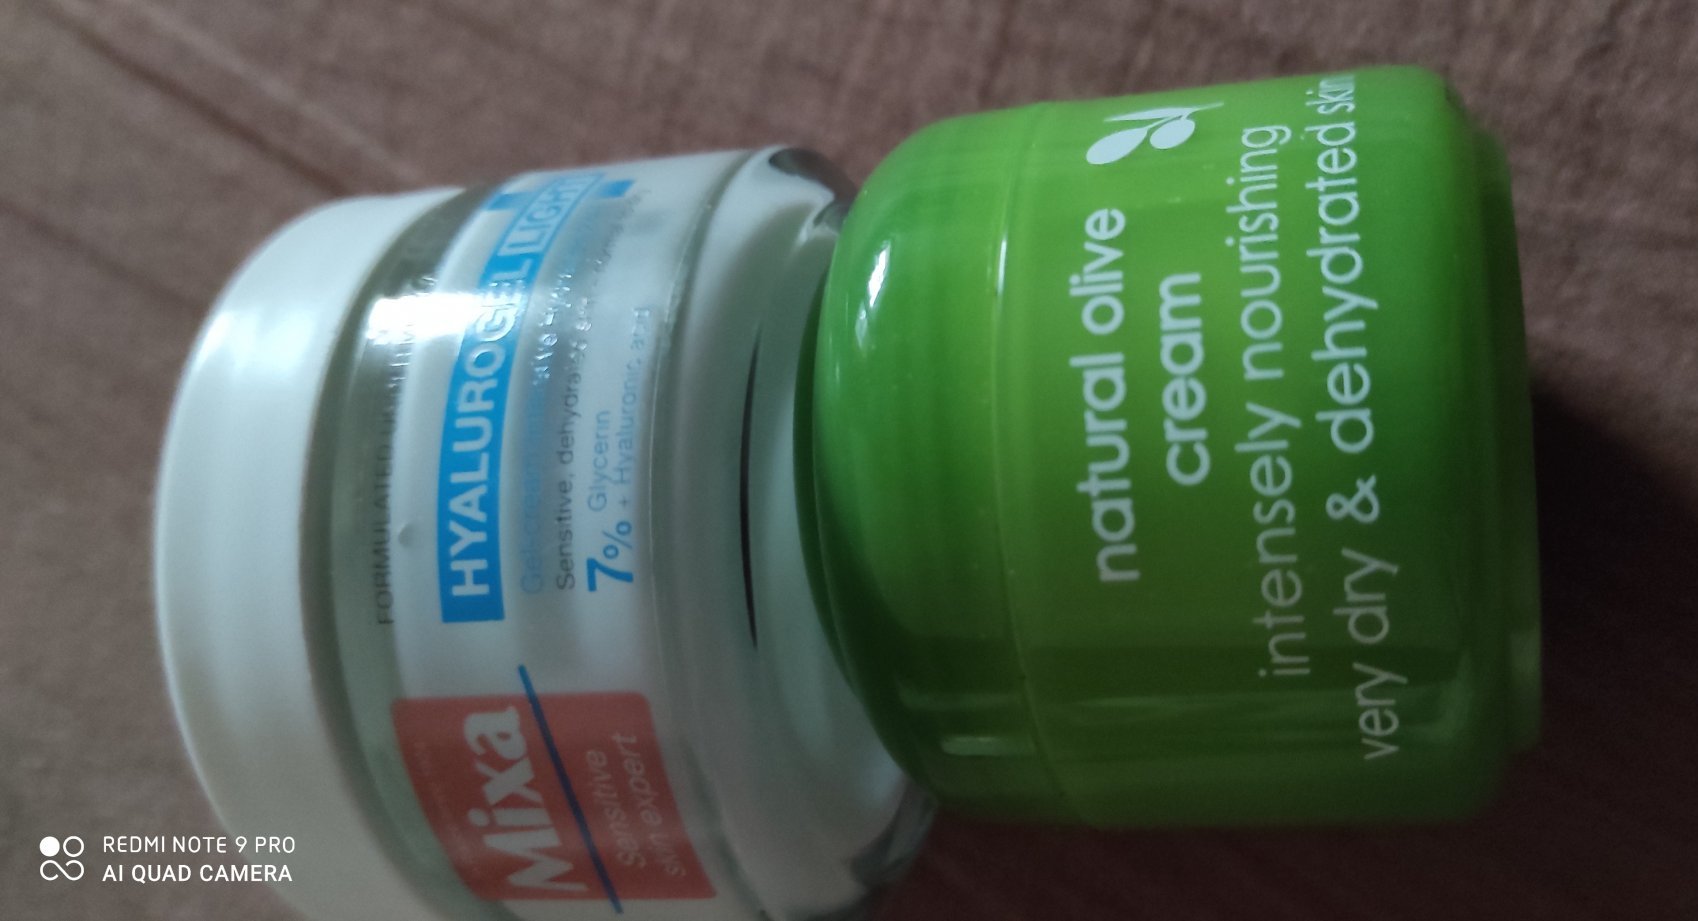 Mixa
Sensitive
skin expert
FORMULATED
HYALUROGEL LIGHT
Sensitive, dehydrated
7% Glycerin
+ Hyaluronic acid
natural olive
cream
intensely nourishing
very dry & dehydrated skin
REDMI NOTE 9 PRO
AI QUAD CAMERA